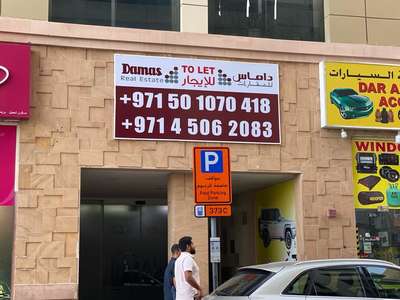 Damas
Real Estate
TO LET
للإيجار
داماس
للعقارات
+971 50 1070 418
+971 4 506 2083
P
373C
السيارات
DAR A
ACC
WINDO